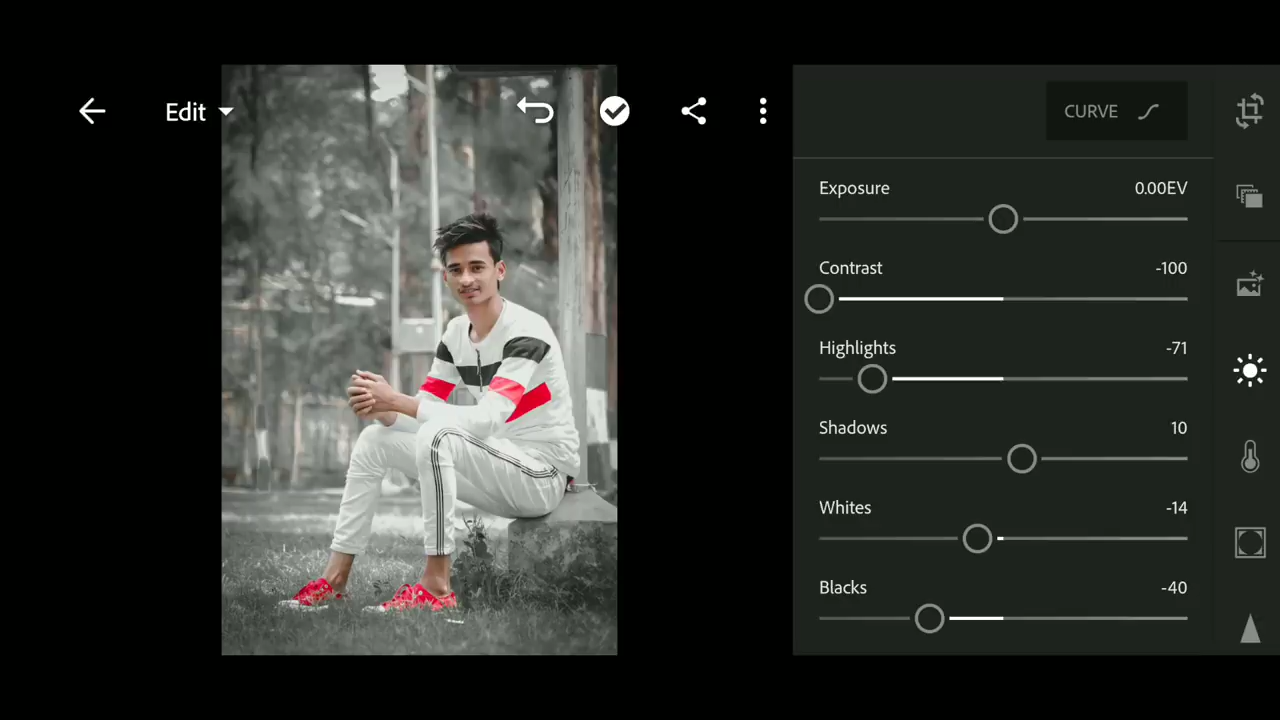 Edit
CURVE
Exposure 0.00EV
Contrast -100
Highlights -71
Shadows 10
Whites -14
Blacks -40